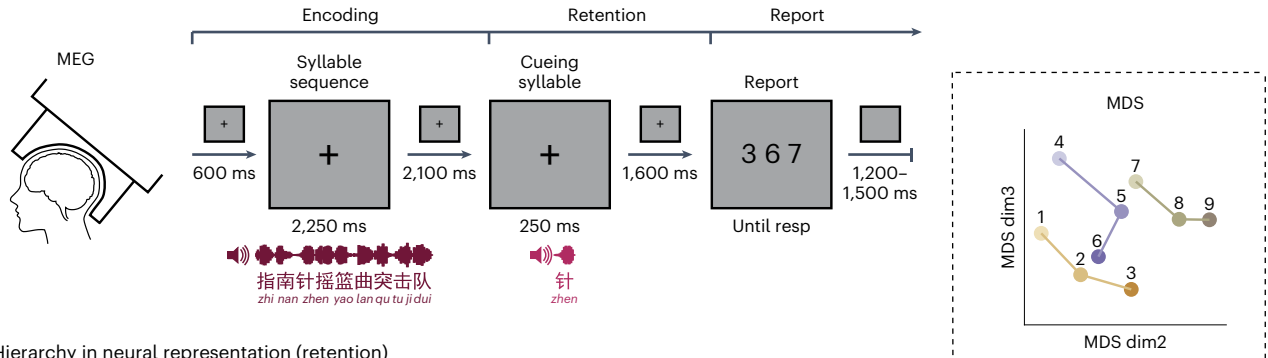 Encoding
Retention
Report
MEG
Syllable
sequence
Cueing
syllable
Report
MDS
+
+
+
+
+
3 6 7
600 ms
2,100 ms
1,600 ms
1,200–
1,500 ms
2,250 ms
250 ms
Until resp
指南针摇篮曲突击队
zhi nan zhen yao lan qu tu ji dui
针
zhen
4
7
5
8
9
1
6
2
3
MDS dim3
MDS dim2
Hierarchy in neural representation (retention)